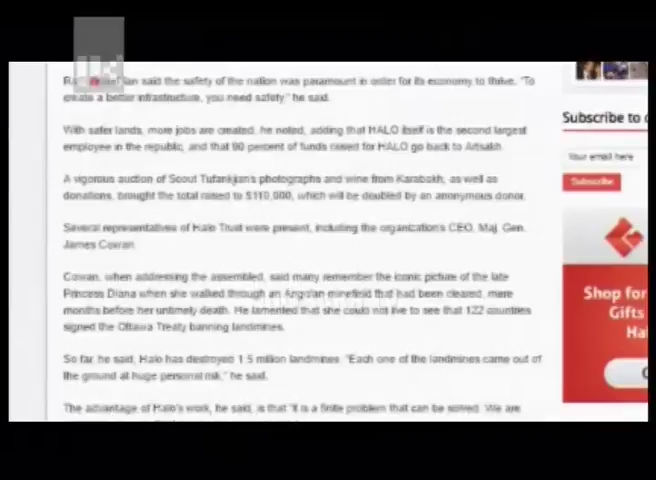 said the safety of the nation was paramount in order for its economy to thrive. "To
create a better infrastructure, you need safety," he said.
With safer lands, more jobs are created, he noted, adding that HALO itself is the second largest
employee in the republic, and that 90 percent of funds raised for HALO go back to Artsakh.
A vigorous auction of Scout Tufankjian's photographs and wine from Karabakh, as well as
donations, brought the total raised to $110,000, which will be doubled by an anonymous donor.
Several representatives of Halo Trust were present, including the organization's CEO, Maj. Gen.
James Cowan.
Cowan, when addressing the assembled, said many remember the iconic picture of the late
Princess Diana when she walked through an Angolan minefield that had been cleared, mere
months before her untimely death. He lamented that she could not live to see that 122 countries
signed the Ottawa Treaty banning landmines.
So far, he said, Halo has destroyed 1.5 million landmines. "Each one of the landmines came out of
the ground at huge personal risk," he said.
The advantage of Halo's work, he said, is that "it is a finite problem that can be solved. We are
Subscribe to
Your email here
Subscribe
Shop for
Gifts
Ha